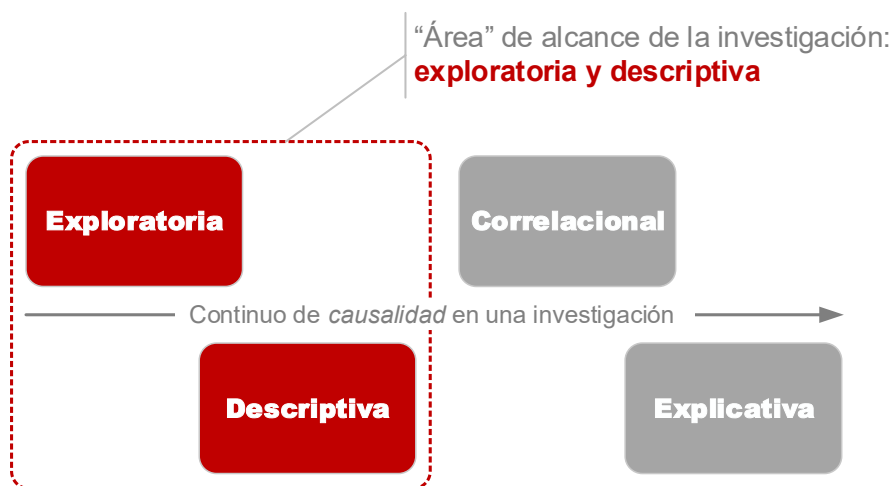 “Área” de alcance de la investigación:
exploratoria y descriptiva
Exploratoria
Correlacional
Continuo de causalidad en una investigación
Descriptiva
Explicativa